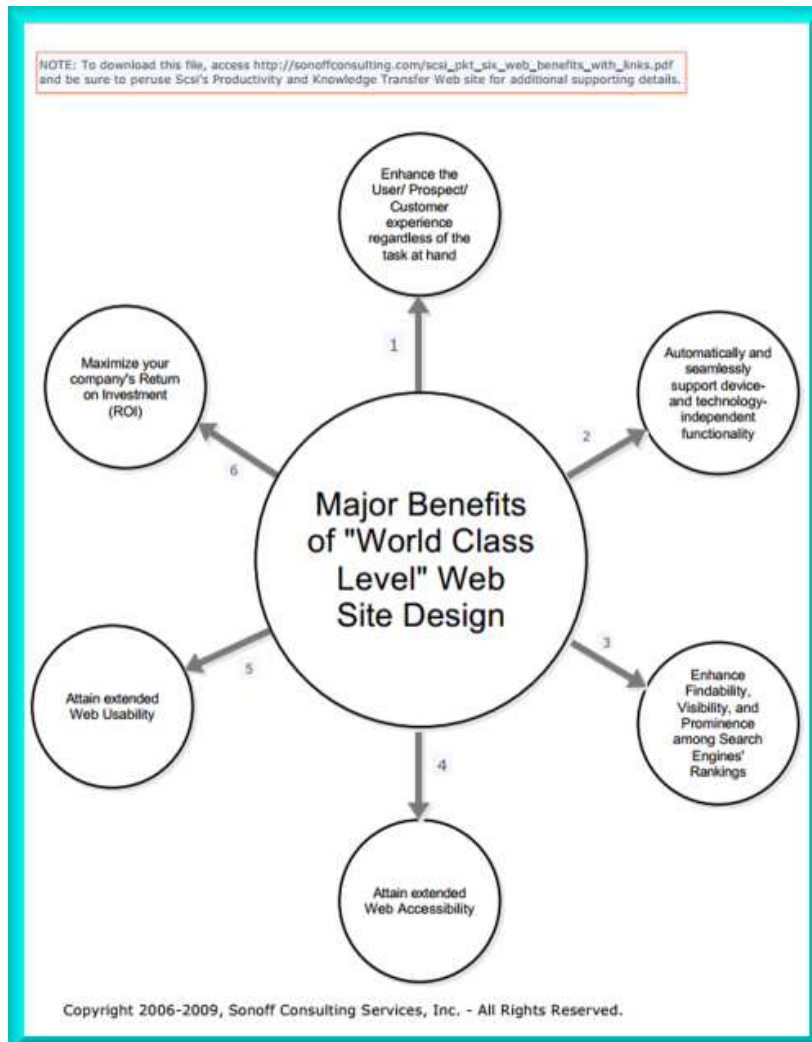 NOTE: To download this file, access http://sonoffconsulting.com/scsi_pkt_six_web_benefits_with_links.pdf
and be sure to peruse Scsi's Productivity and Knowledge Transfer Web site for additional supporting details.
Enhance the
User/ Prospect/
Customer
experience
regardless of the
task at hand
1
Automatically and
seamlessly
support device-
and technology-
independent
functionality
2
Maximize your
company's Return
on Investment
(ROI)
6
Major Benefits
of "World Class
Level" Web
Site Design
3
Enhance
Findability,
Visibility, and
Prominence
among Search
Engines'
Rankings
5
Attain extended
Web Usability
4
Attain extended
Web Accessibility
Copyright 2006-2009, Sonoff Consulting Services, Inc. - All Rights Reserved.